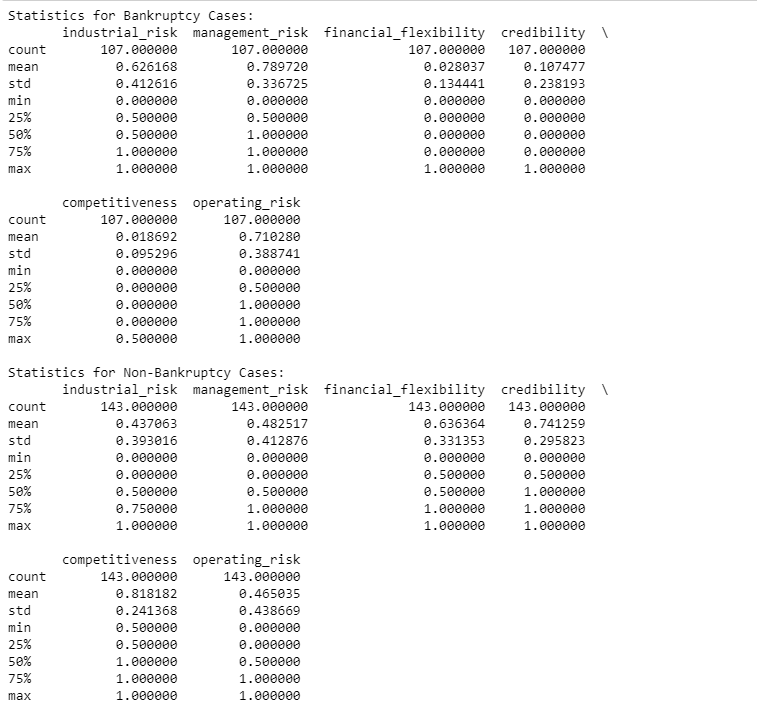 Statistics for Bankruptcy Cases:
       industrial_risk  management_risk  financial_flexibility  credibility  \
count       107.000000       107.000000             107.000000   107.000000
mean          0.626168         0.789720               0.028037     0.107477
std           0.412616         0.336725               0.134441     0.238193
min           0.000000         0.000000               0.000000     0.000000
25%           0.500000         0.500000               0.000000     0.000000
50%           0.500000         1.000000               0.000000     0.000000
75%           1.000000         1.000000               0.000000     0.000000
max           1.000000         1.000000               1.000000     1.000000

       competitiveness  operating_risk
count       107.000000      107.000000
mean          0.018692        0.710280
std           0.095296        0.388741
min           0.000000        0.000000
25%           0.000000        0.500000
50%           0.000000        1.000000
75%           0.000000        1.000000
max           0.500000        1.000000

Statistics for Non-Bankruptcy Cases:
       industrial_risk  management_risk  financial_flexibility  credibility  \
count       143.000000       143.000000             143.000000   143.000000
mean          0.437063         0.482517               0.636364     0.741259
std           0.393016         0.412876               0.331353     0.295823
min           0.000000         0.000000               0.000000     0.000000
25%           0.000000         0.000000               0.500000     0.500000
50%           0.500000         0.500000               0.500000     1.000000
75%           0.750000         1.000000               1.000000     1.000000
max           1.000000         1.000000               1.000000     1.000000

       competitiveness  operating_risk
count       143.000000      143.000000
mean          0.818182        0.465035
std           0.241368        0.438669
min           0.500000        0.000000
25%           0.500000        0.000000
50%           1.000000        0.500000
75%           1.000000        1.000000
max           1.000000        1.000000